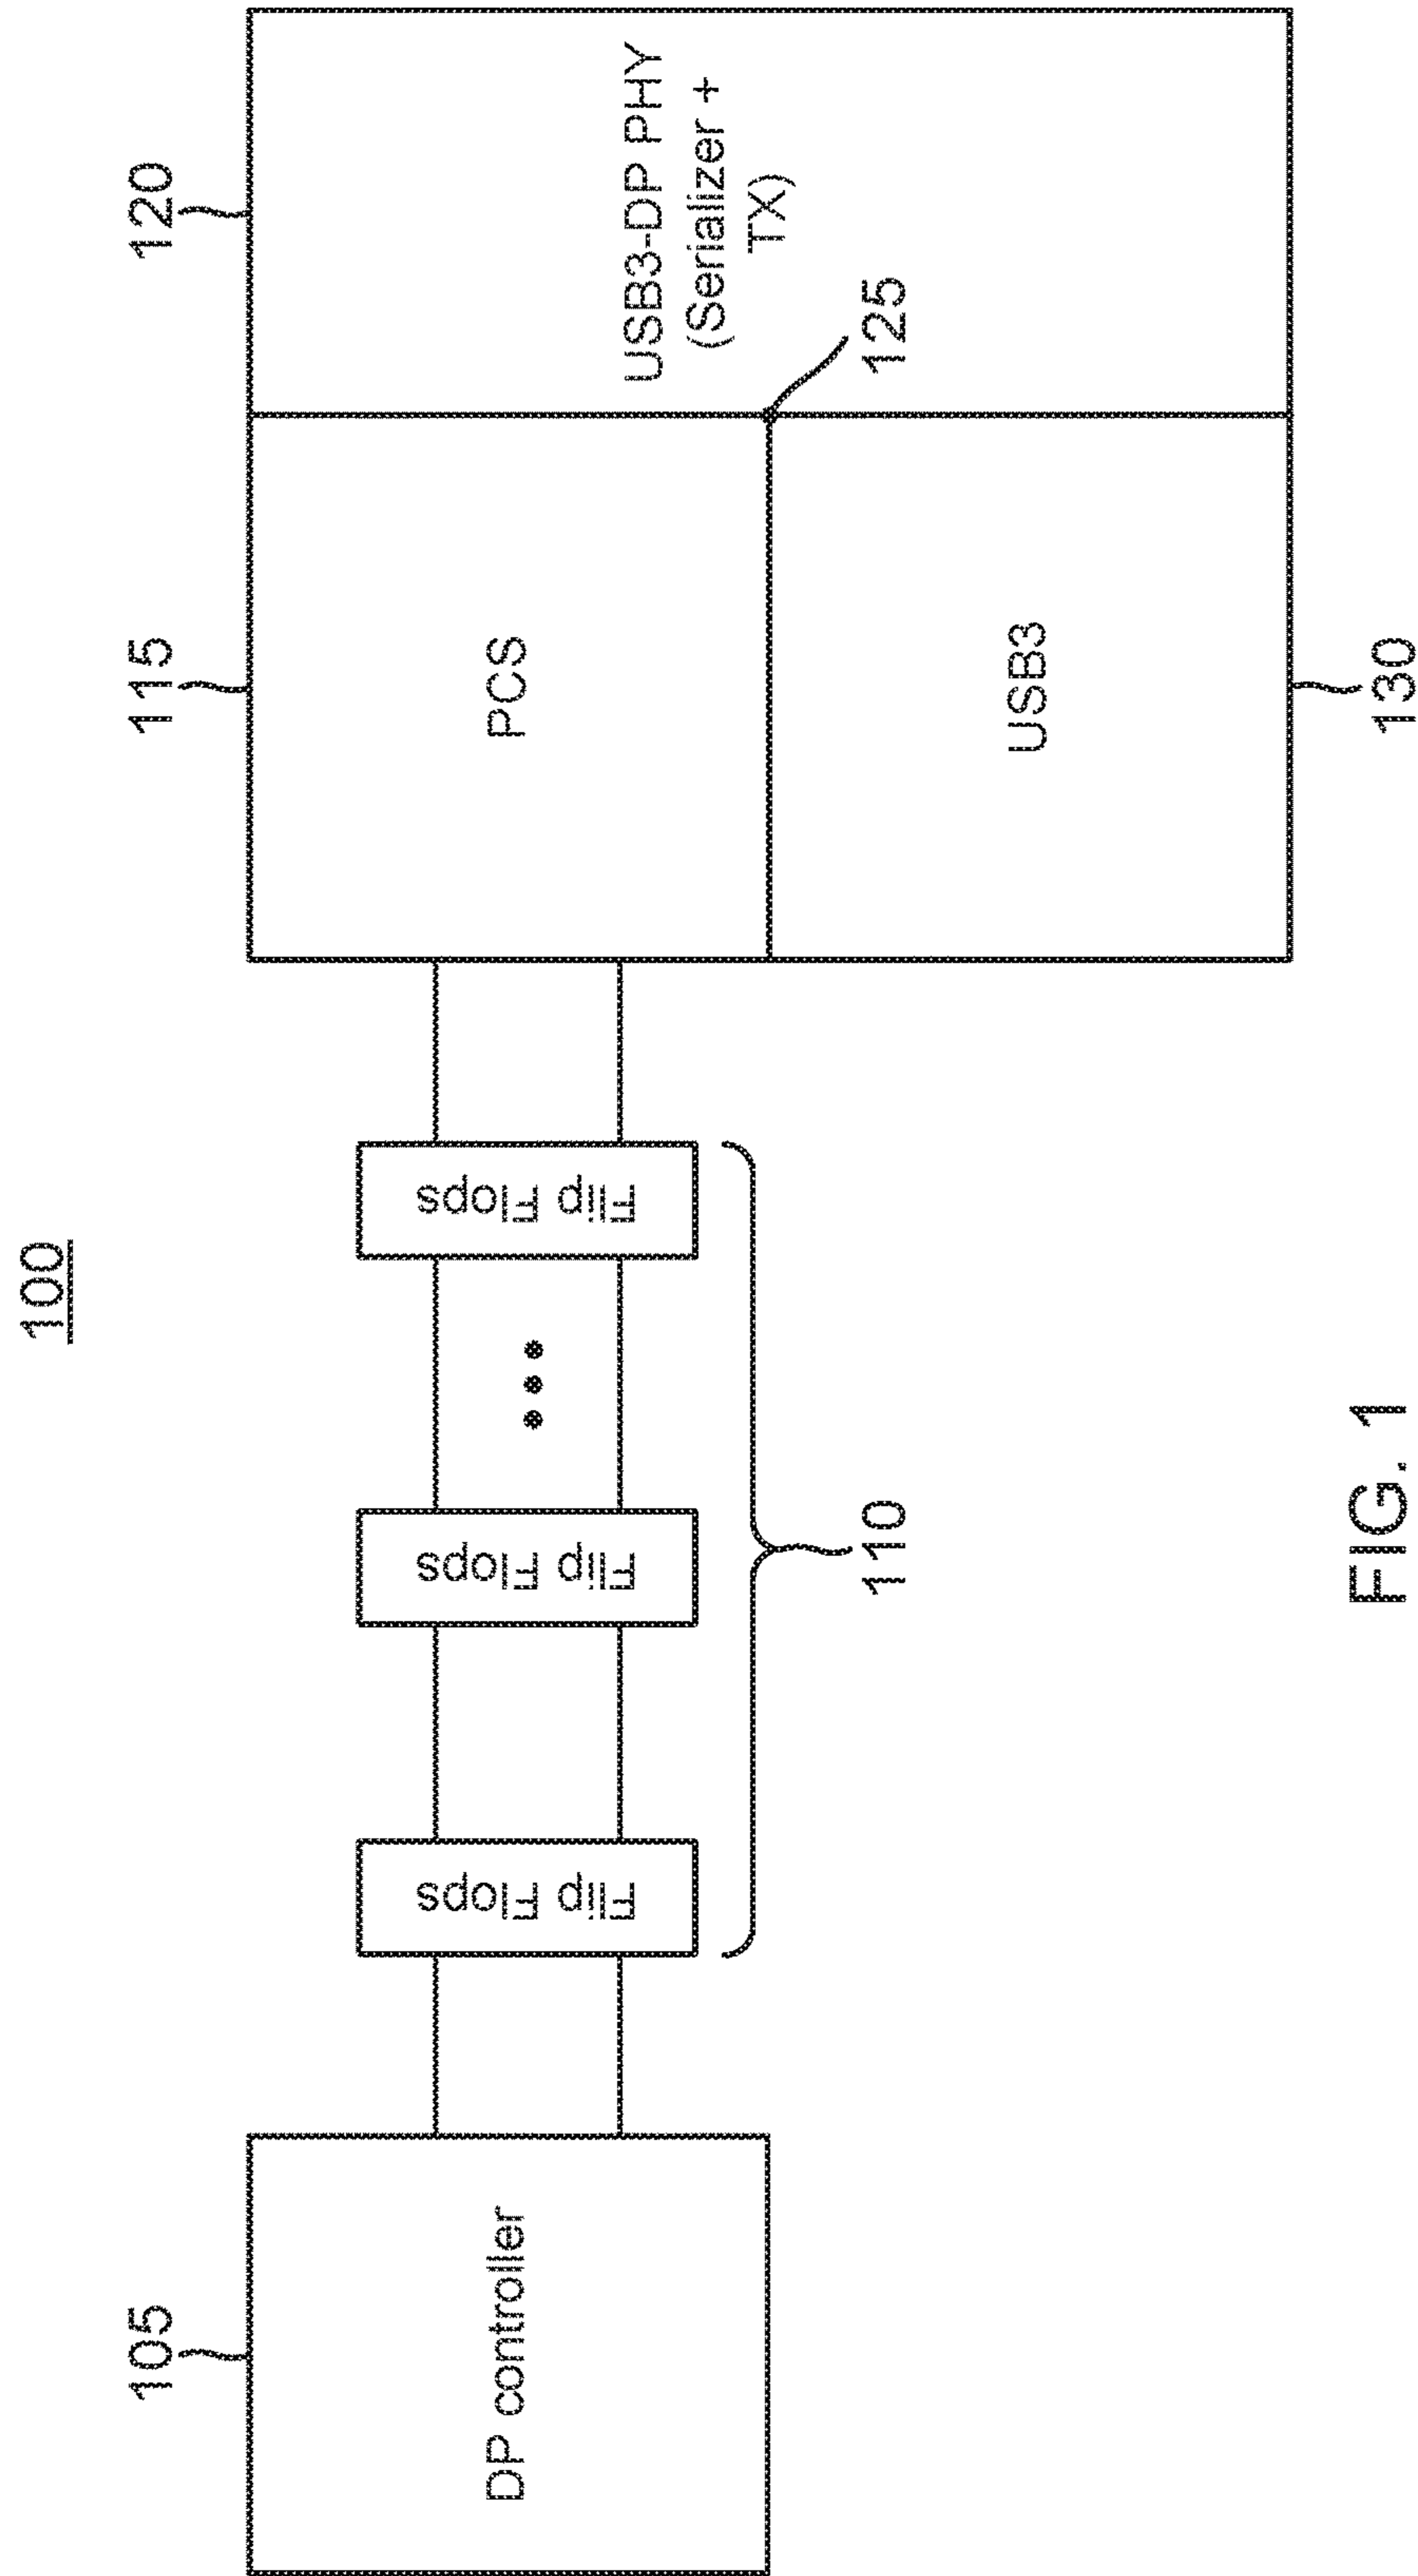 100
105
DP controller
Flip Flops
Flip Flops
Flip Flops
110
115
PCS
120
USB3-DP PHY
(Serializer +
TX)
125
USB3
130
FIG. 1